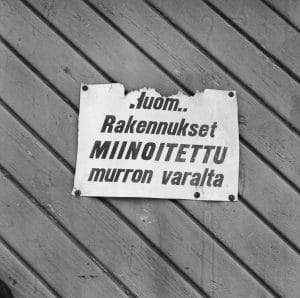 .Huom..
Rakennukset
MIINOITETTU
murron varalta